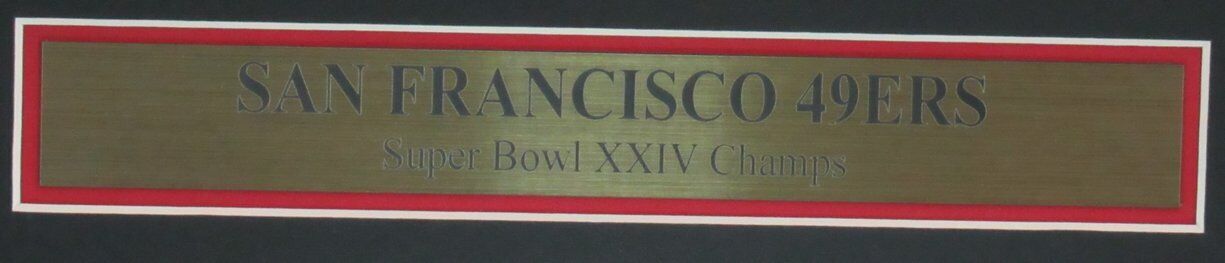 SAN FRANCISCO 49ERS
Super Bowl XXIV Champs